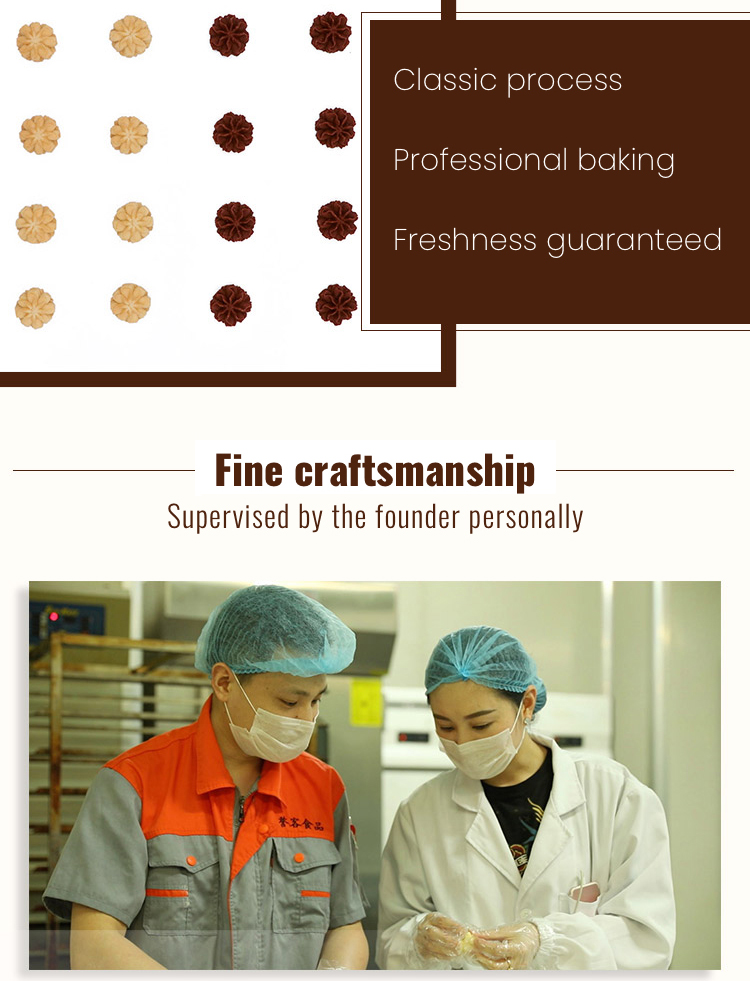 Classic process
Professional baking
Freshness guaranteed
Fine craftsmanship
Supervised by the founder personally